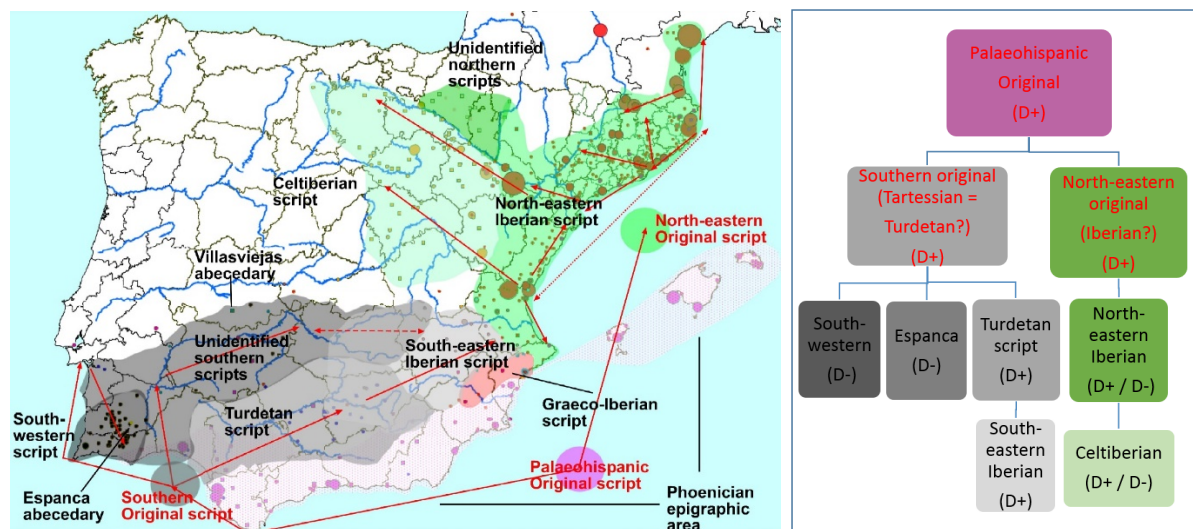 Unidentified
northern
scripts
Celtiberian
script
North-eastern
Iberian script
North-eastern
Original script
Villasviejas
abecedary
Unidentified
southern
scripts
South-eastern
Iberian script
Turdetan
script
Graeco-Iberian
script
South-
western
script
Espanca
abecedary
Southern
Original script
Palaeohispanic
Original script
Phoenician
epigraphic
area
Palaeohispanic
Original
(D+)
Southern original
(Tartessian =
Turdetan?)
(D+)
North-eastern
original
(Iberian?)
(D+)
South-
western
(D-)
Espanca
(D-)
Turdetan
script
(D+)
North-
eastern
Iberian
(D+ / D-)
South-
eastern
Iberian
(D+)
Celtiberian
(D+ / D-)